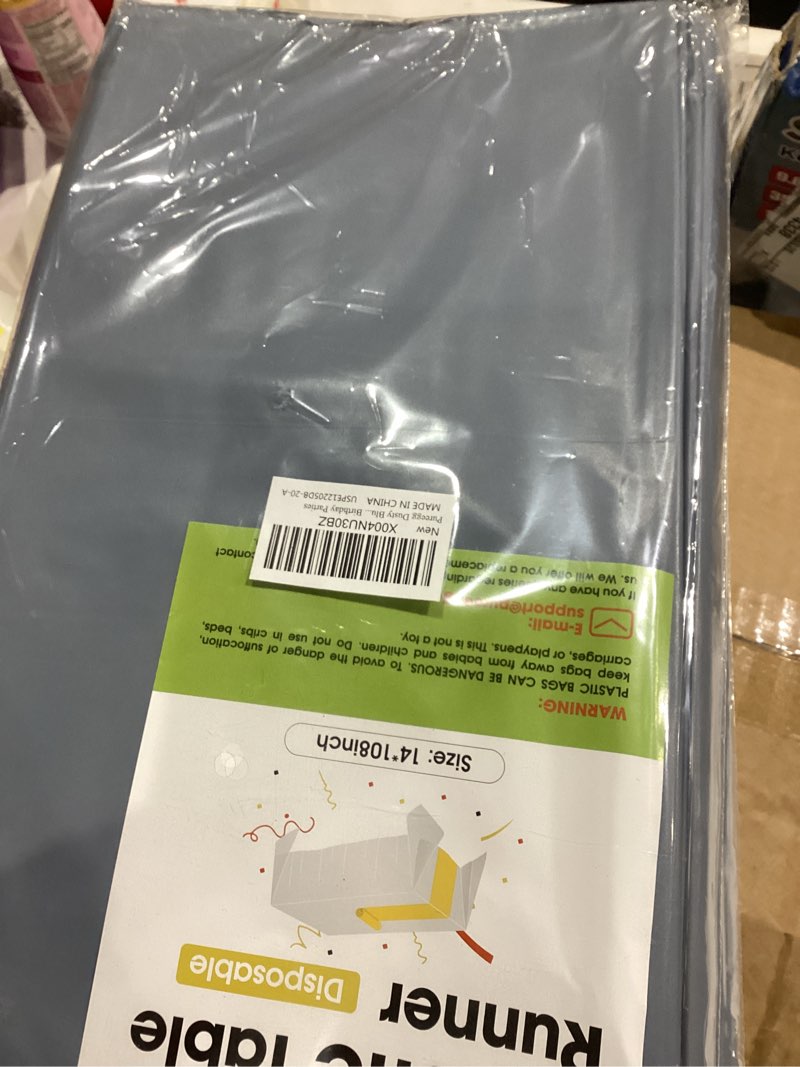 Table
Runner
Disposable
Size: 14*108inch
WARNING:
PLASTIC BAGS CAN BE DANGEROUS. To avoid the danger of suffocation,
keep bags away from babies and children. Do not use in cribs, beds,
carriages, or playpens. This is not a toy.
E-mail:
If you have any
us. We will offer you a contact
X004NU30BZ
New
Pureegg Dusty Blu... Birthday Parties
MADE IN CHINA USPE12205DB-20-A